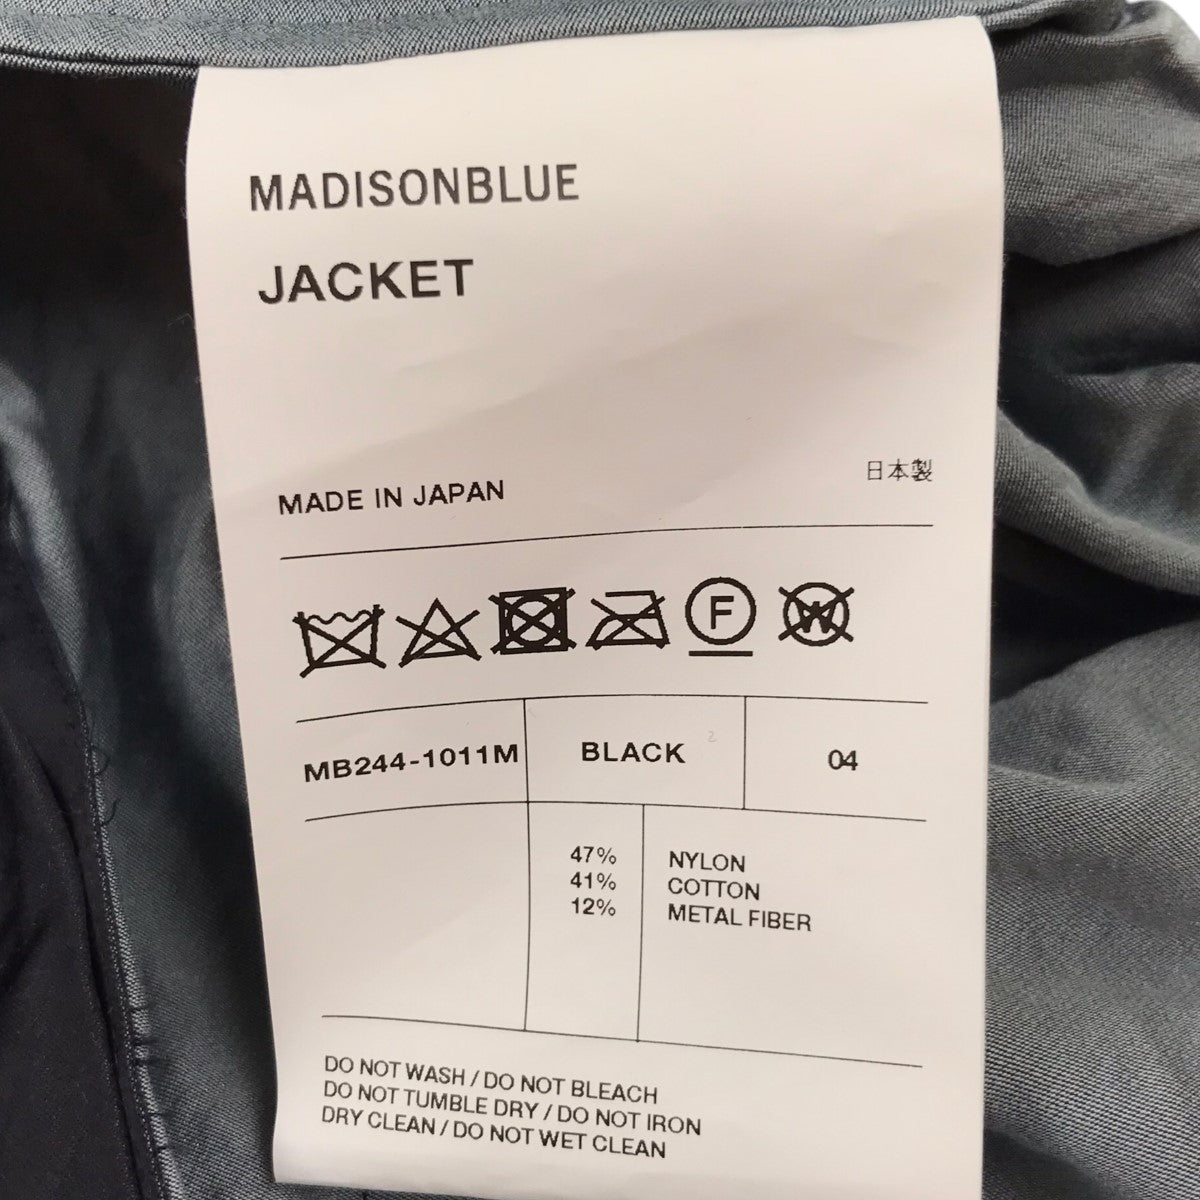 MADISONBLUE
JACKET
MADE IN JAPAN 日本製
F W
MB244-1011M BLACK 04
47% NYLON
41% COTTON
12% METAL FIBER
DO NOT WASH / DO NOT BLEACH
DO NOT TUMBLE DRY / DO NOT IRON
DRY CLEAN / DO NOT WET CLEAN